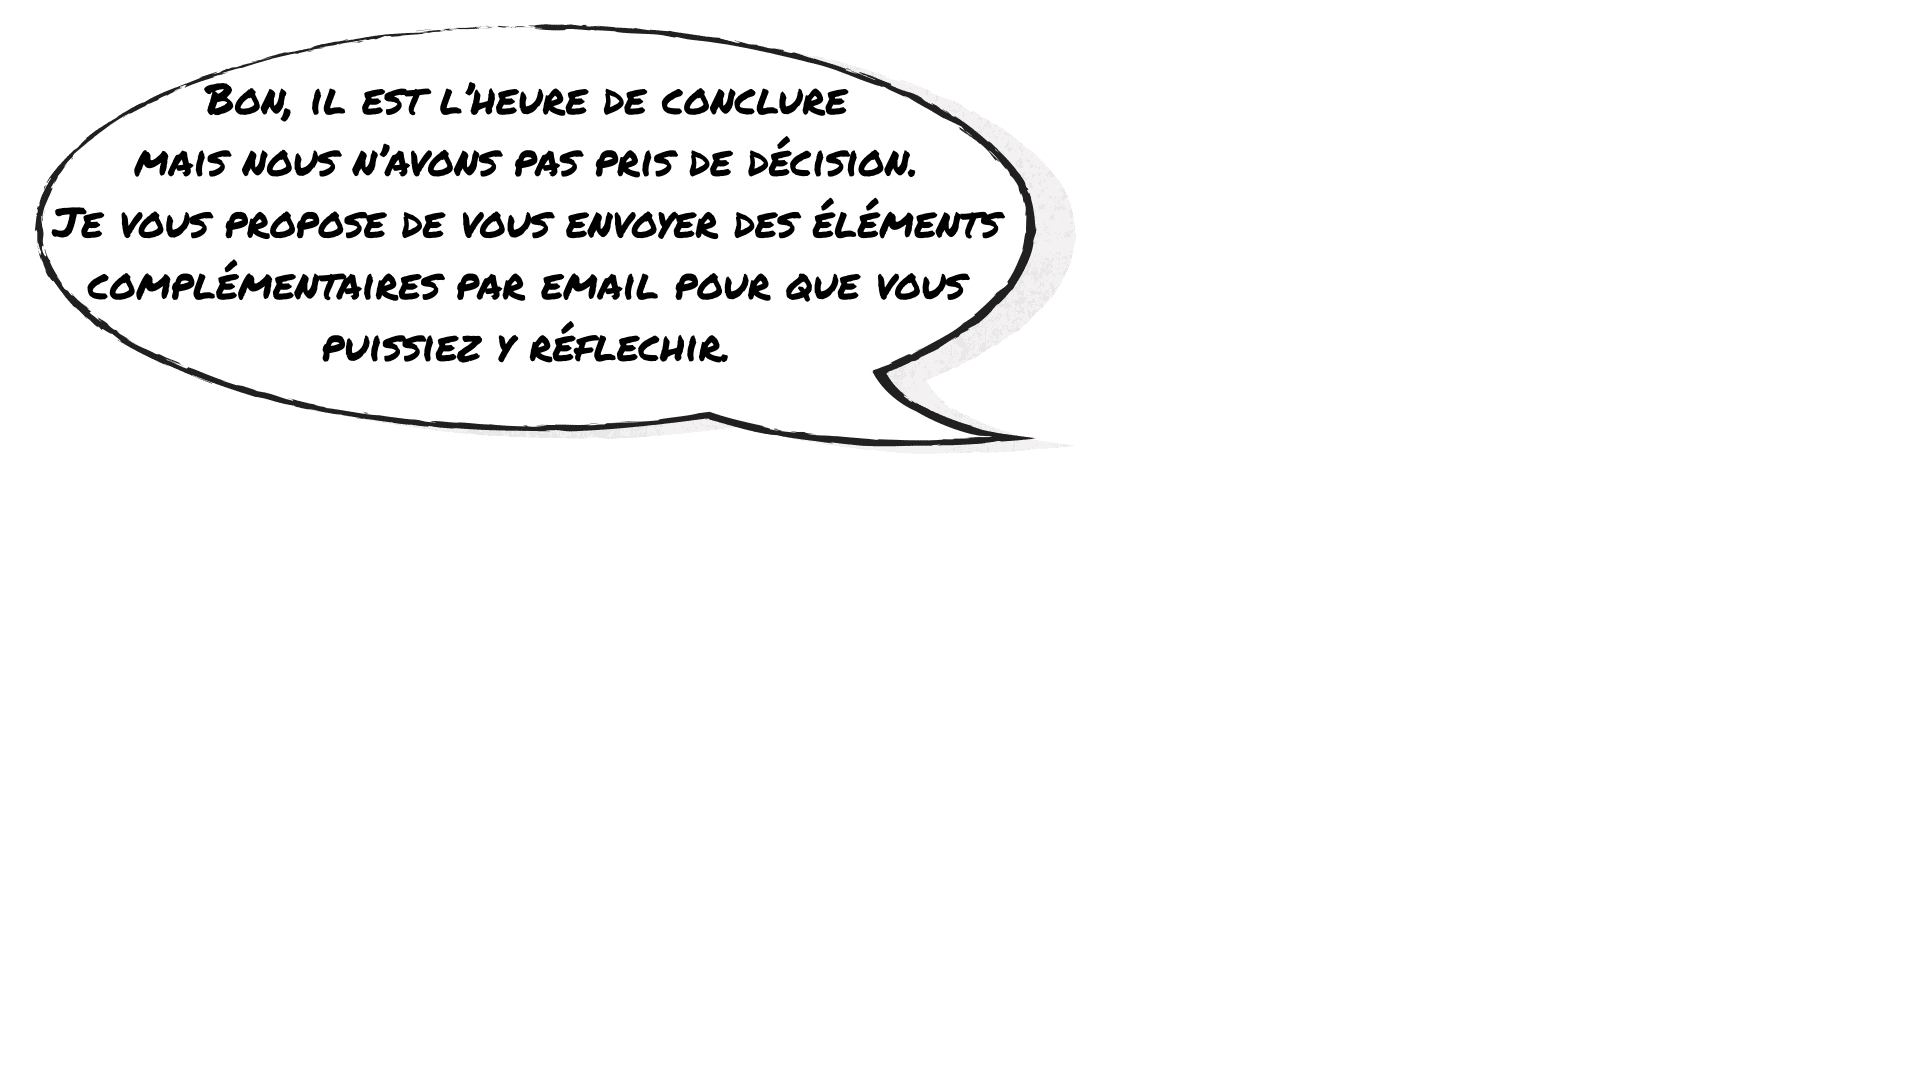 Bon, il est l'heure de conclure
mais nous n'avons pas pris de décision.
Je vous propose de vous envoyer des éléments
complémentaires par email pour que vous
puissiez y réflechir.